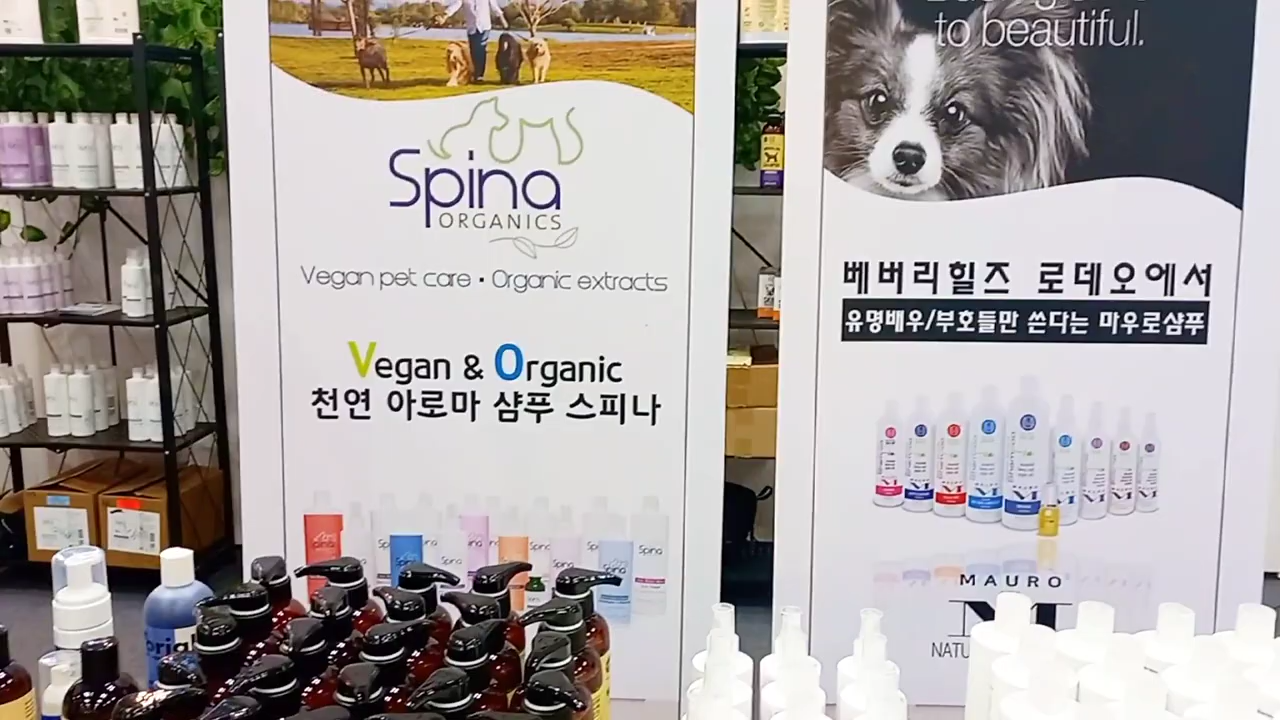 Spina
ORGANICS
Vegan pet care • Organic extracts
Vegan & Organic
천연 아로마 샴푸 스피나
to beautiful.
베버리힐즈 로데오에서
유명배우/부호들만 쓴다는 마우로샴푸
MAURO
M